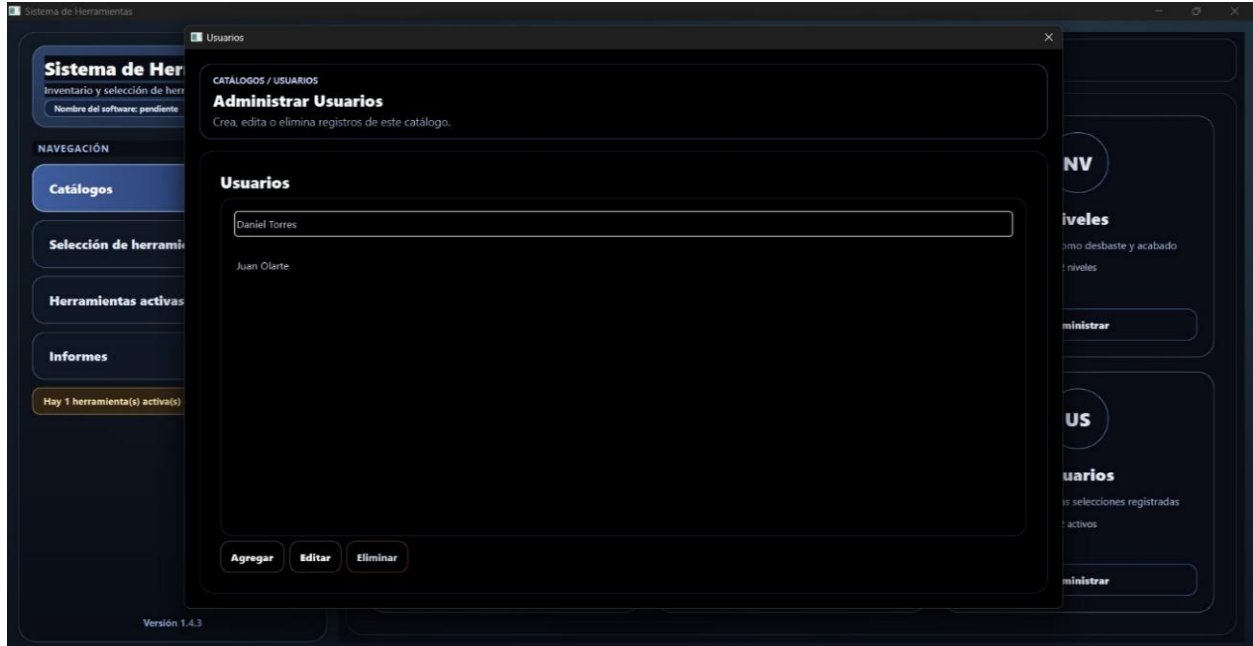 Sistema de Herramientas
Usuarios
Sistema de Her
Inventario y selección de herr
Nombre del software: pendiente
NAVEGACIÓN
Catálogos
Selección de herrami
Herramientas activas
Informes
Hay 1 herramienta(s) activa(s)
Versión 1.4.3
CATÁLOGOS / USUARIOS
Administrar Usuarios
Crea, edita o elimina registros de este catálogo.
Usuarios
Daniel Torres
Juan Olarte
Agregar
Editar
Eliminar
NV
iveles
omo desbaste y acabado
niveles
ministrar
US
uarios
as selecciones registradas
activos
ministrar